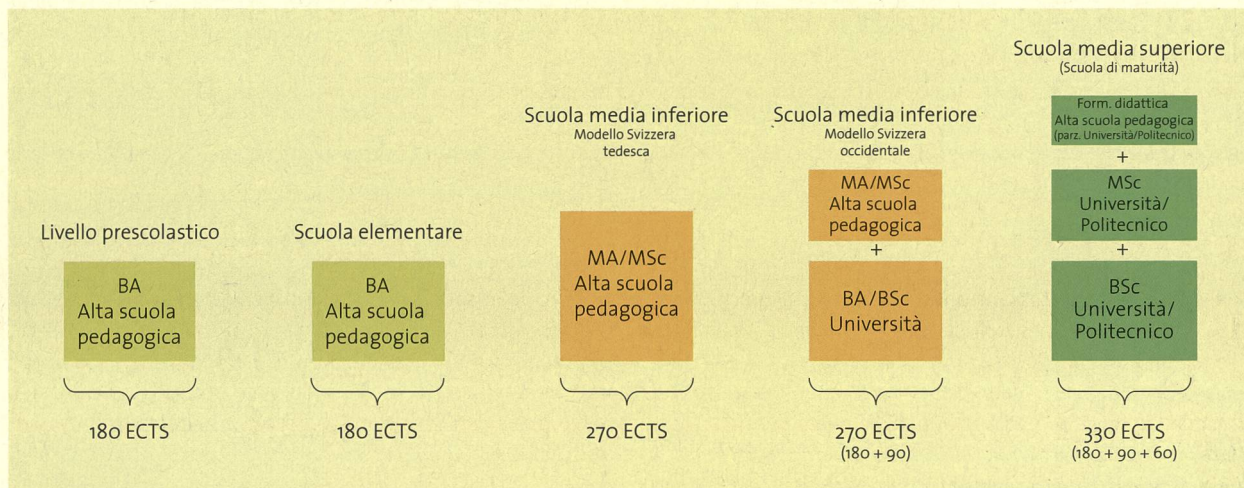 Livello prescolastico
BA
Alta scuola
pedagogica
180 ECTS
Scuola elementare
BA
Alta scuola
pedagogica
180 ECTS
Scuola media inferiore
Modello Svizzera
tedesca
MA/MSc
Alta scuola
pedagogica
270 ECTS
Scuola media inferiore
Modello Svizzera
occidentale
MA/MSc
Alta scuola
pedagogica
+
BA/BSc
Università
270 ECTS
(180 + 90)
Scuola media superiore
(Scuola di maturità)
Form. didattica
Alta scuola pedagogica
(parz. Università/Politecnico)
+
MSc
Università/
Politecnico
+
BSc
Università/
Politecnico
330 ECTS
(180 + 90 + 60)